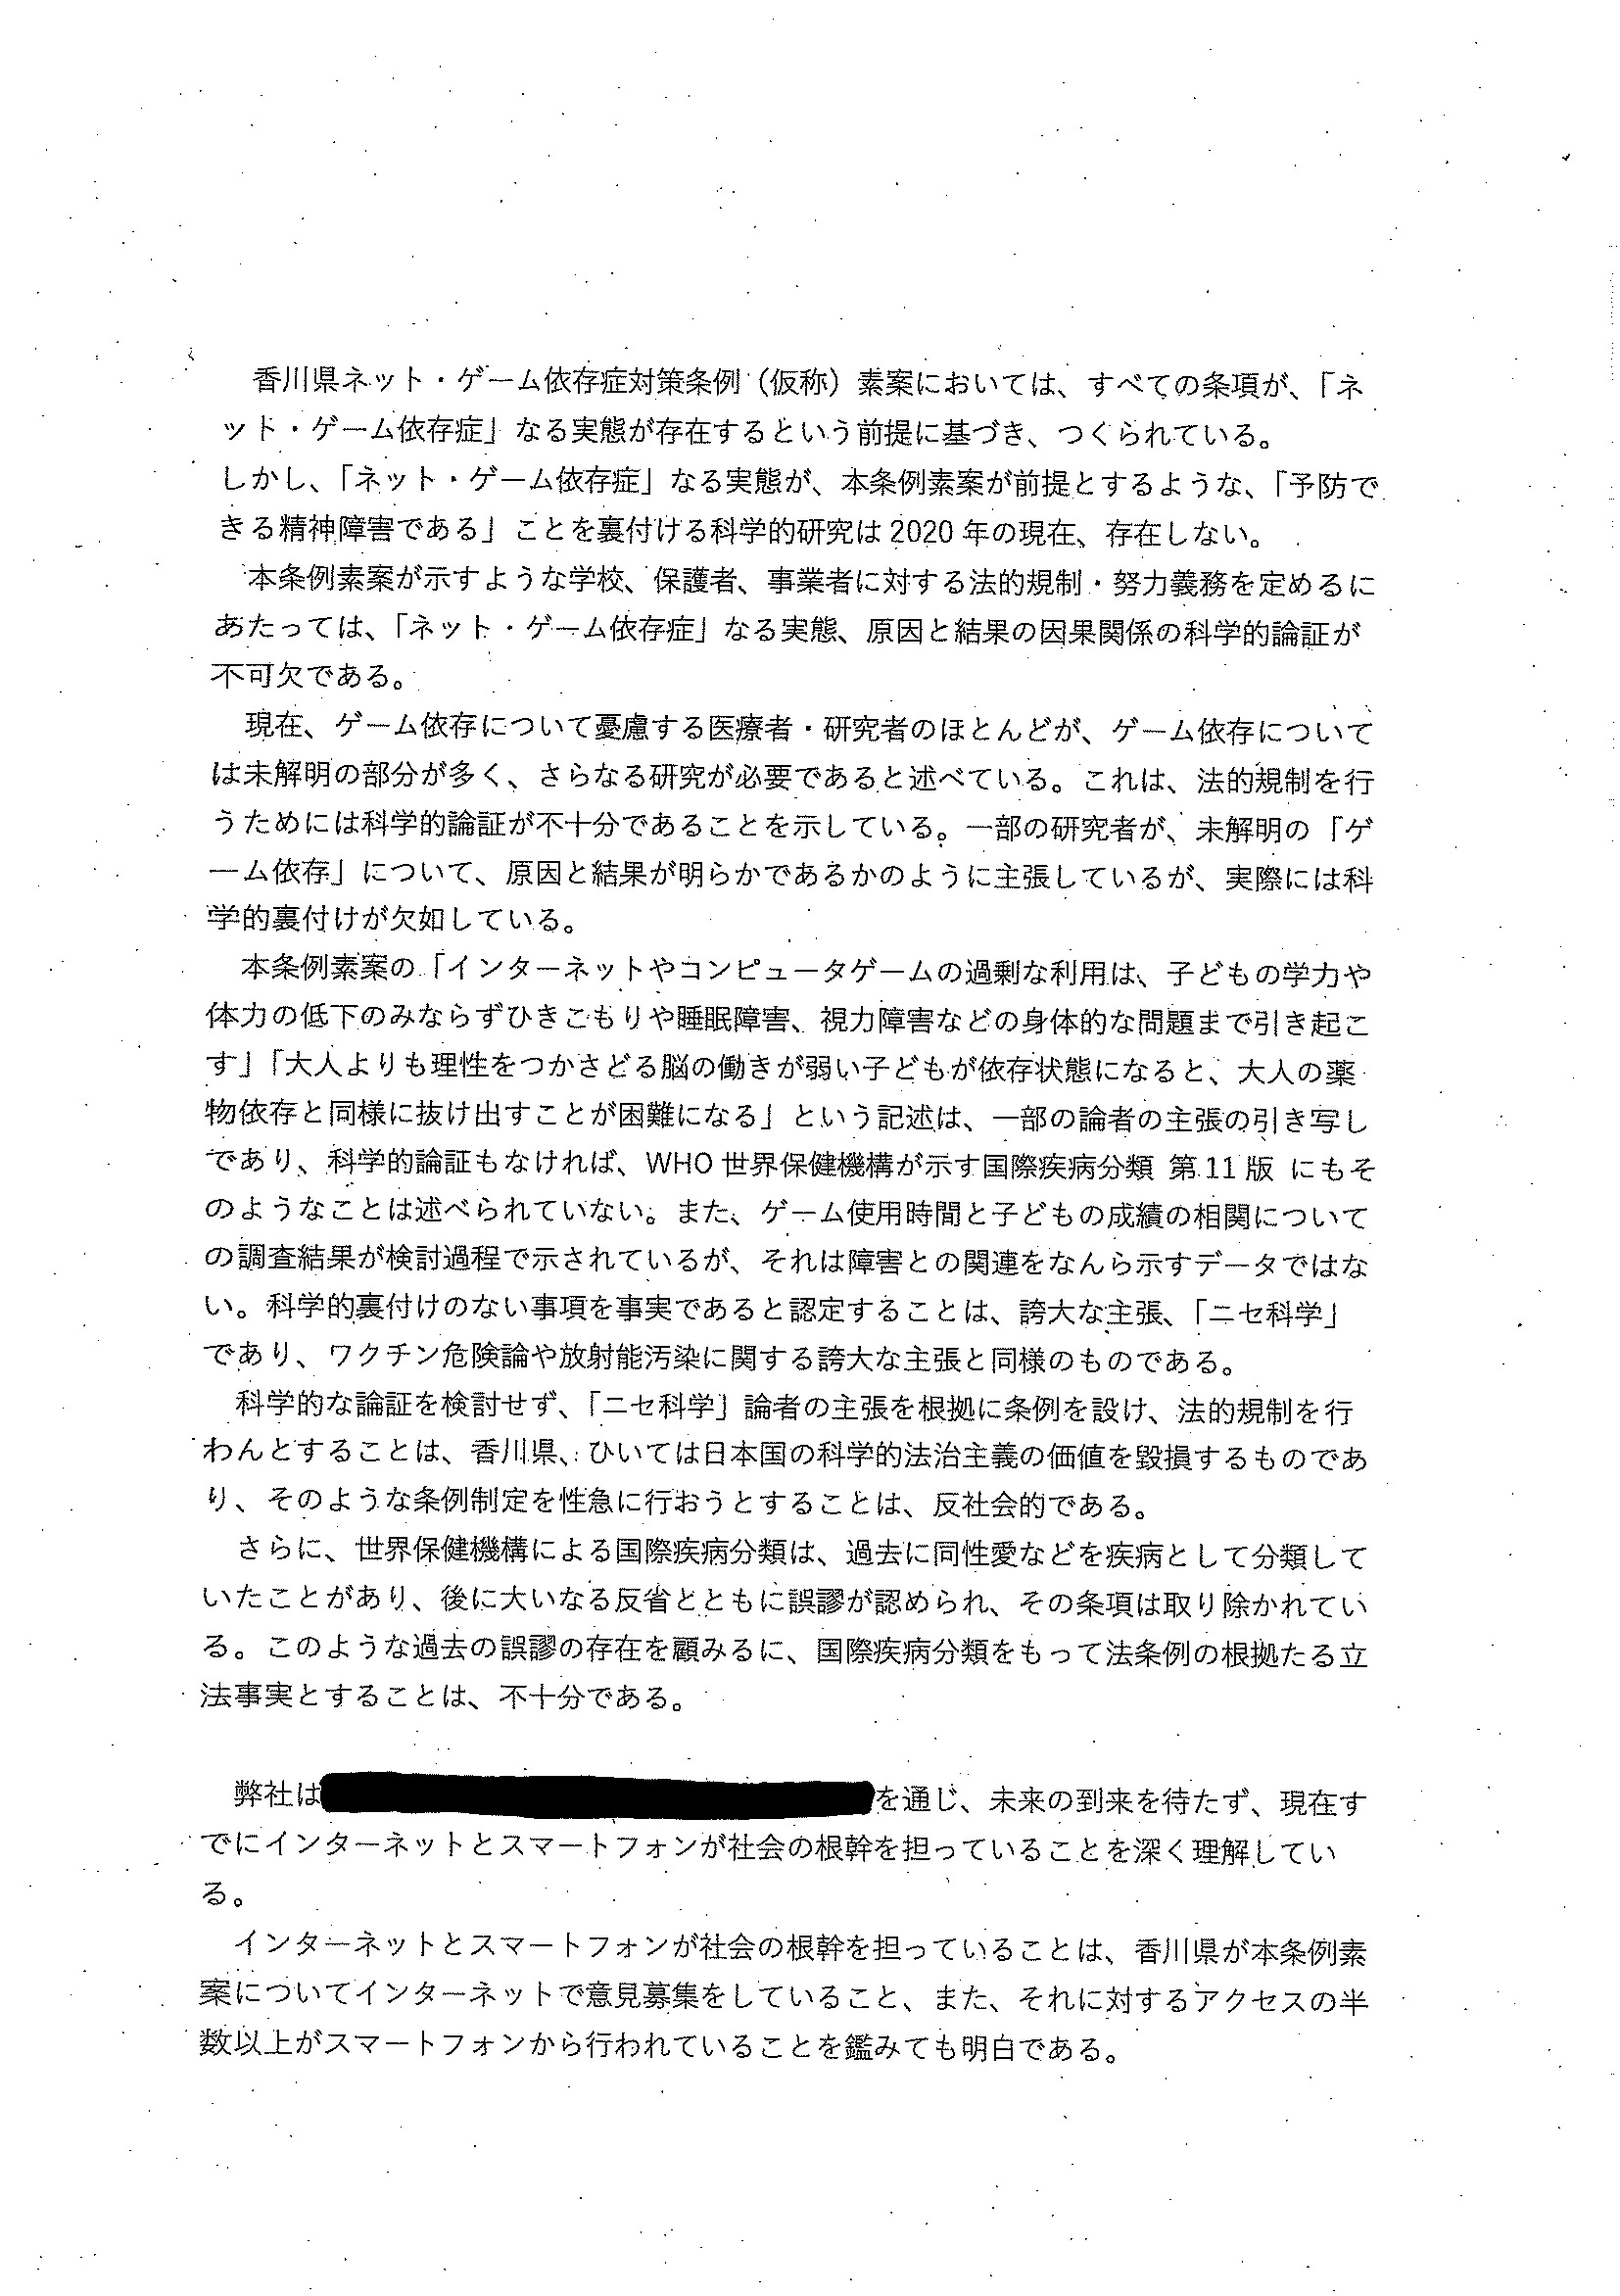 香川県ネット・ゲーム依存症対策条例（仮称）素案においては、すべての条項が、「ネ
ット・ゲーム依存症」なる実態が存在するという前提に基づき、つくられている。
しかし、「ネット・ゲーム依存症」なる実態が、本条例素案が前提とするような、「予防で
きる精神障害である」ことを裏付ける科学的研究は 2020 年の現在、存在しない。
本条例素案が示すような学校、保護者、事業者に対する法的規制・努力義務を定めるに
あたっては、「ネット・ゲーム依存症」なる実態、原因と結果の因果関係の科学的論証が
不可欠である。
現在、ゲーム依存について憂慮する医療者・研究者のほとんどが、ゲーム依存について
は未解明の部分が多く、さらなる研究が必要であると述べている。これは、法的規制を行
うためには科学的論証が不十分であることを示している。一部の研究者が、未解明の「ゲ
ーム依存」について、原因と結果が明らかであるかのように主張しているが、実際には科
学的裏付けが欠如している。
本条例素案の「インターネットやコンピュータゲームの過剰な利用は、子どもの学力や
体力の低下のみならずひきこもりや睡眠障害、視力障害などの身体的な問題まで引き起こ
す」「大人よりも理性をつかさどる脳の働きが弱い子どもが依存状態になると、大人の薬
物依存と同様に抜け出すことが困難になる」という記述は、一部の論者の主張の引き写し
であり、科学的論証もなければ、WHO 世界保健機構が示す国際疾病分類 第 11 版 にもそ
のようなことは述べられていない。また、ゲーム使用時間と子どもの成績の相関について
の調査結果が検討過程で示されているが、それは障害との関連をなんら示すデータではな
い。科学的裏付けのない事項を事実であると認定することは、誇大な主張、「ニセ科学」
であり、ワクチン危険論や放射能汚染に関する誇大な主張と同様のものである。
科学的な論証を検討せず、「ニセ科学」論者の主張を根拠に条例を設け、法的規制を行
わんとすることは、香川県、ひいては日本国の科学的法治主義の価値を毀損するものであ
り、そのような条例制定を性急に行おうとすることは、反社会的である。
さらに、世界保健機構による国際疾病分類は、過去に同性愛などを疾病として分類して
いたことがあり、後に大いなる反省とともに誤謬が認められ、その条項は取り除かれてい
る。このような過去の誤謬の存在を顧みるに、国際疾病分類をもって法条例の根拠たる立
法事実とすることは、不十分である。
弊社は を通じ、未来の到来を待たず、現在す
でにインターネットとスマートフォンが社会の根幹を担っていることを深く理解してい
る。
インターネットとスマートフォンが社会の根幹を担っていることは、香川県が本条例素
案についてインターネットで意見募集をしていること、また、それに対するアクセスの半
数以上がスマートフォンから行われていることを鑑みても明白である。